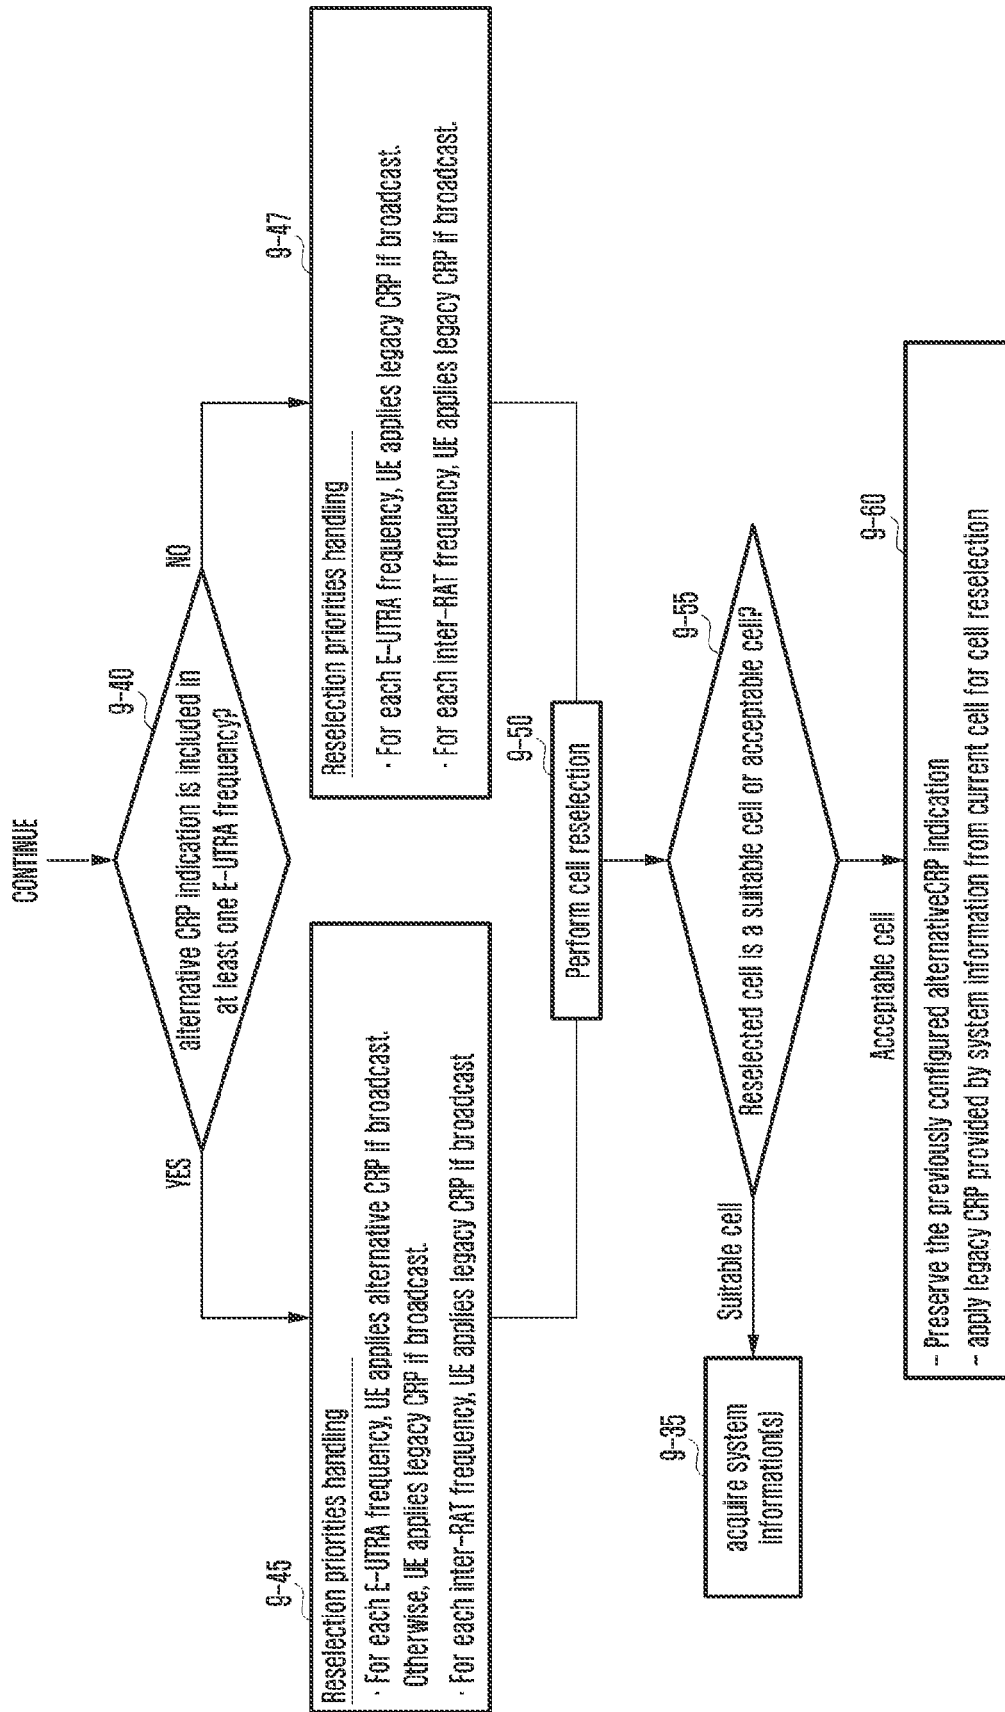 CONTINUE
9-40
alternative CRP indication is included in
at least one E-UTRA frequency?
YES
NO
9-45
Reselection priorities handling
· For each E-UTRA frequency, UE applies alternative CRP if broadcast.
Otherwise, UE applies legacy CRP if broadcast.
· For each inter-RAT frequency, UE applies legacy CRP if broadcast
9-47
Reselection priorities handling
· For each E-UTRA frequency, UE applies legacy CRP if broadcast.
· For each inter-RAT frequency, UE applies legacy CRP if broadcast.
9-50
Perform cell reselection
9-55
Reselected cell is a suitable cell or acceptable cell?
Suitable cell
Acceptable cell
9-35
acquire system
information(s)
9-60
- Preserve the previously configured alternativeCRP indication
- apply legacy CRP provided by system information from current cell for cell reselection